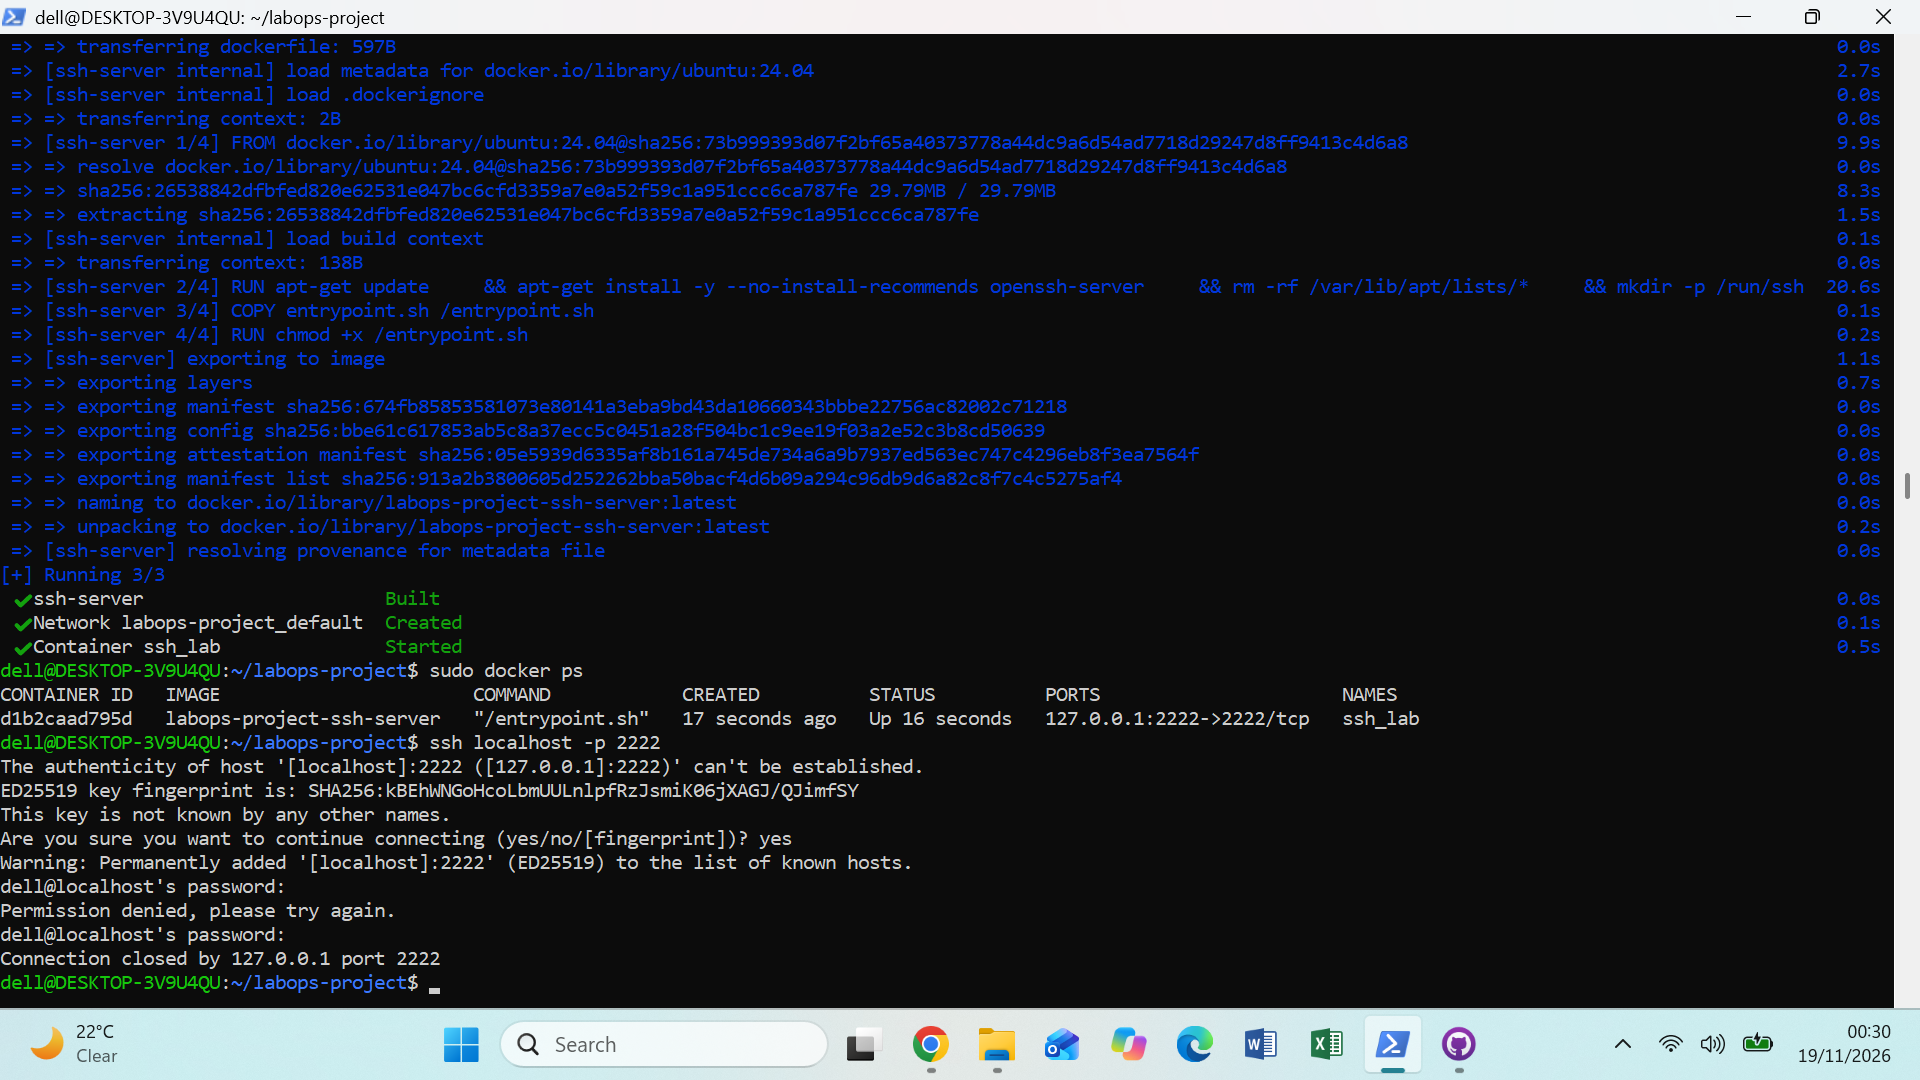 dell@DESKTOP-3V9U4QU: ~/labops-project
=> => transferring dockerfile: 597B 0.0s
=> [ssh-server internal] load metadata for docker.io/library/ubuntu:24.04 2.7s
=> [ssh-server internal] load .dockerignore 0.0s
=> => transferring context: 2B 0.0s
=> [ssh-server 1/4] FROM docker.io/library/ubuntu:24.04@sha256:73b999393d07f2bf65a40373778a44dc9a6d54ad7718d29247d8ff9413c4d6a8 9.9s
=> => resolve docker.io/library/ubuntu:24.04@sha256:73b999393d07f2bf65a40373778a44dc9a6d54ad7718d29247d8ff9413c4d6a8 0.0s
=> => sha256:26538842dfbfed820e62531e047bc6cfd3359a7e0a52f59c1a951ccc6ca787fe 29.79MB / 29.79MB 8.3s
=> => extracting sha256:26538842dfbfed820e62531e047bc6cfd3359a7e0a52f59c1a951ccc6ca787fe 1.5s
=> [ssh-server internal] load build context 0.1s
=> => transferring context: 138B 0.0s
=> [ssh-server 2/4] RUN apt-get update     && apt-get install -y --no-install-recommends openssh-server     && rm -rf /var/lib/apt/lists/*     && mkdir -p /run/ssh 20.6s
=> [ssh-server 3/4] COPY entrypoint.sh /entrypoint.sh 0.1s
=> [ssh-server 4/4] RUN chmod +x /entrypoint.sh 0.2s
=> [ssh-server] exporting to image 1.1s
=> => exporting layers 0.7s
=> => exporting manifest sha256:674fb85853581073e80141a3eba9bd43da10660343bbbe22756ac82002c71218 0.0s
=> => exporting config sha256:bbe61c617853ab5c8a37ecc5c0451a28f504bc1c9ee19f03a2e52c3b8cd50639 0.0s
=> => exporting attestation manifest sha256:05e5939d6335af8b161a745de734a6a9b7937ed563ec747c4296eb8f3ea7564f 0.0s
=> => exporting manifest list sha256:913a2b3800605d252262bba50bacf4d6b09a294c96db9d6a82c8f7c4c5275af4 0.0s
=> => naming to docker.io/library/labops-project-ssh-server:latest 0.0s
=> => unpacking to docker.io/library/labops-project-ssh-server:latest 0.2s
=> [ssh-server] resolving provenance for metadata file 0.0s
[+] Running 3/3
✔ssh-server Built 0.0s
✔Network labops-project_default Created 0.1s
✔Container ssh_lab Started 0.5s
dell@DESKTOP-3V9U4QU:~/labops-project$ sudo docker ps
CONTAINER ID   IMAGE   COMMAND   CREATED   STATUS   PORTS   NAMES
d1b2caad795d   labops-project-ssh-server   "/entrypoint.sh"   17 seconds ago   Up 16 seconds   127.0.0.1:2222->2222/tcp   ssh_lab
dell@DESKTOP-3V9U4QU:~/labops-project$ ssh localhost -p 2222
The authenticity of host '[localhost]:2222 ([127.0.0.1]:2222)' can't be established.
ED25519 key fingerprint is: SHA256:kBEhWNGoHcoLbmUULnlpfRzJsmiK06jXAGJ/QJimfSY
This key is not known by any other names.
Are you sure you want to continue connecting (yes/no/[fingerprint])? yes
Warning: Permanently added '[localhost]:2222' (ED25519) to the list of known hosts.
dell@localhost's password:
Permission denied, please try again.
dell@localhost's password:
Connection closed by 127.0.0.1 port 2222
dell@DESKTOP-3V9U4QU:~/labops-project$
22°C
Clear
Search
00:30
19/11/2026